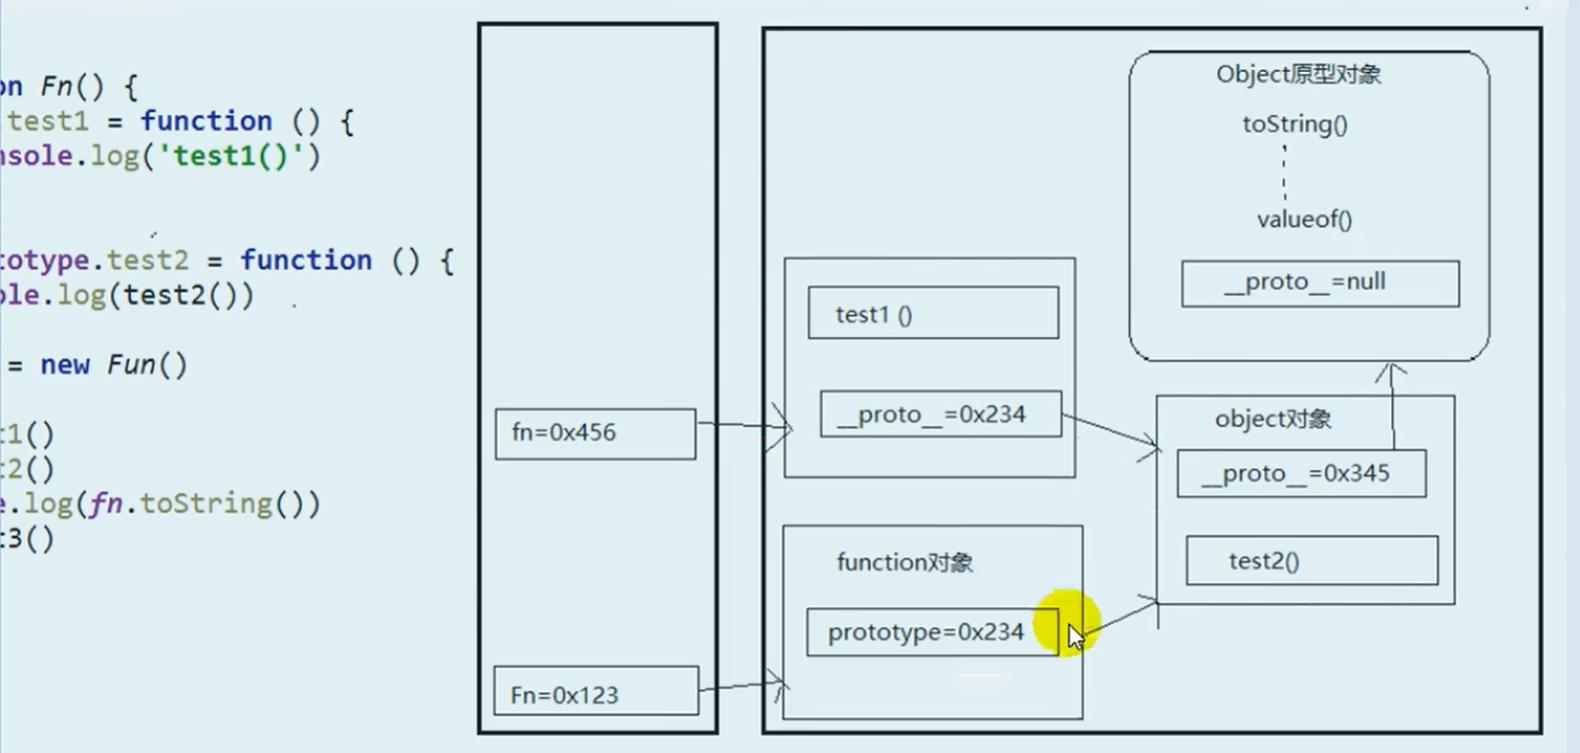 on Fn() {
.test1 = function () {
nsole.log('test1()')
totype.test2 = function () {
ole.log(test2())
= new Fun()
t1()
t2()
e.log(fn.toString())
t3()
fn=0x456
Fn=0x123
test1 ()
__proto__=0x234
function对象
prototype=0x234
Object原型对象
toString()
valueof()
__proto__=null
object对象
__proto__=0x345
test2()